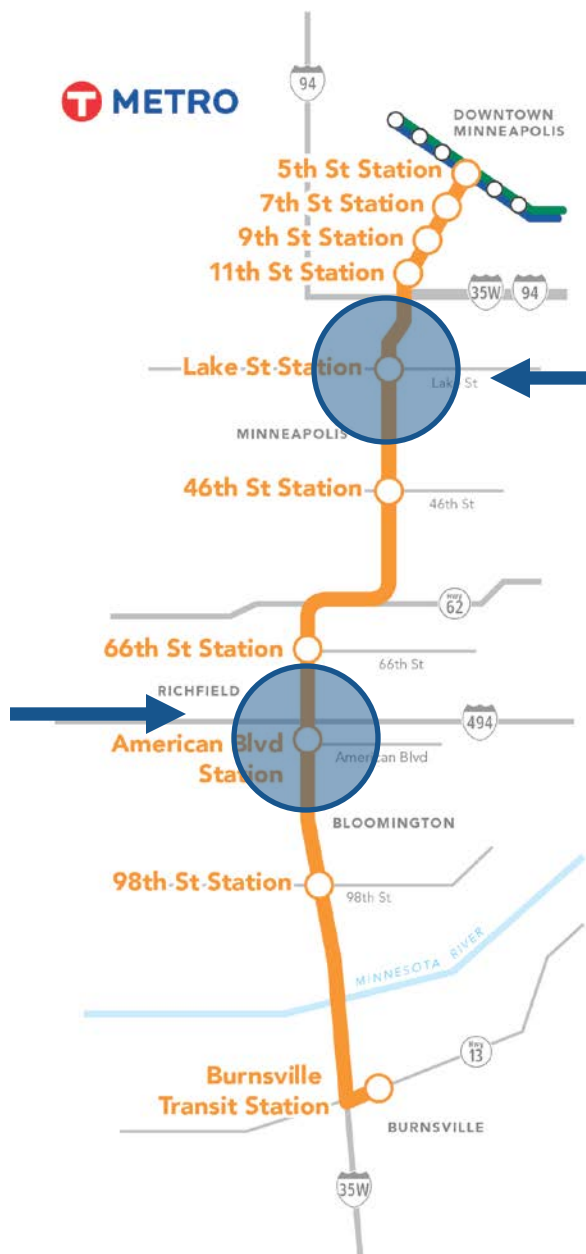 94
T METRO
DOWNTOWN
MINNEAPOLIS
5th St Station
7th St Station
9th St Station
11th St Station
35W 94
Lake St Station
Lake St
MINNEAPOLIS
46th St Station
46th St
Hwy
62
66th St Station
66th St
RICHFIELD
494
American Blvd
Station
American Blvd
BLOOMINGTON
98th St Station
98th St
MINNESOTA RIVER
Hwy
13
Burnsville
Transit Station
BURNSVILLE
35W